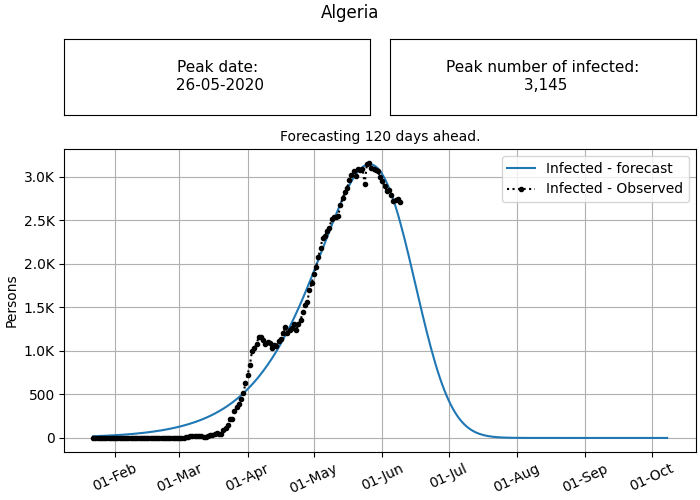 Algeria
Peak date:
26-05-2020
Peak number of infected:
3,145
Forecasting 120 days ahead.
Infected - forecast
Infected - Observed
Persons
3.0K
2.5K
2.0K
1.5K
1.0K
500
0
01-Feb
01-Mar
01-Apr
01-May
01-Jun
01-Jul
01-Aug
01-Sep
01-Oct